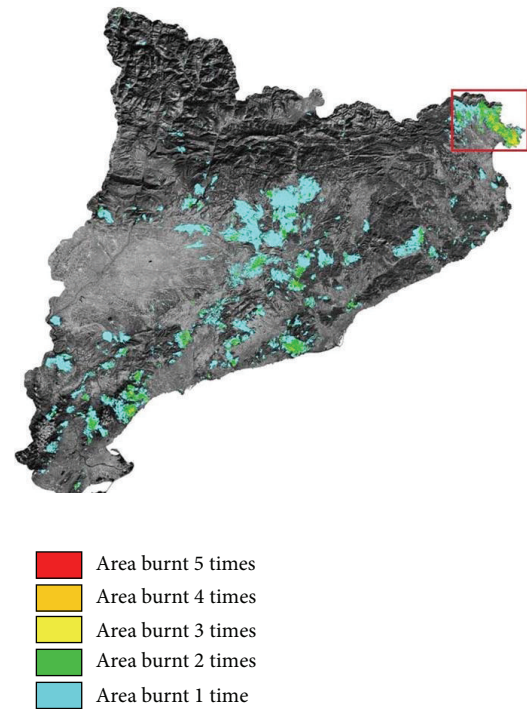 Area burnt 5 times
Area burnt 4 times
Area burnt 3 times
Area burnt 2 times
Area burnt 1 time